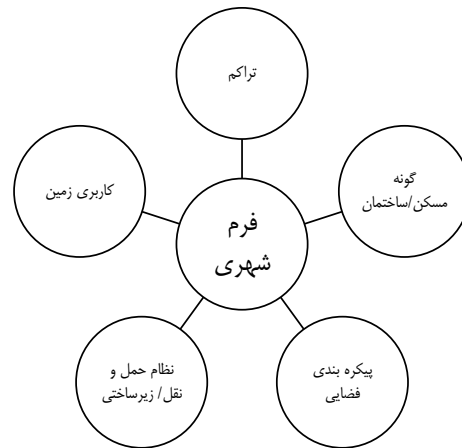 تراکم
گونه
مسکن/ساختمان
کاربری زمین
فرم
شهری
نظام حمل و
نقل/ زیرساختی
پیکره بندی
فضایی